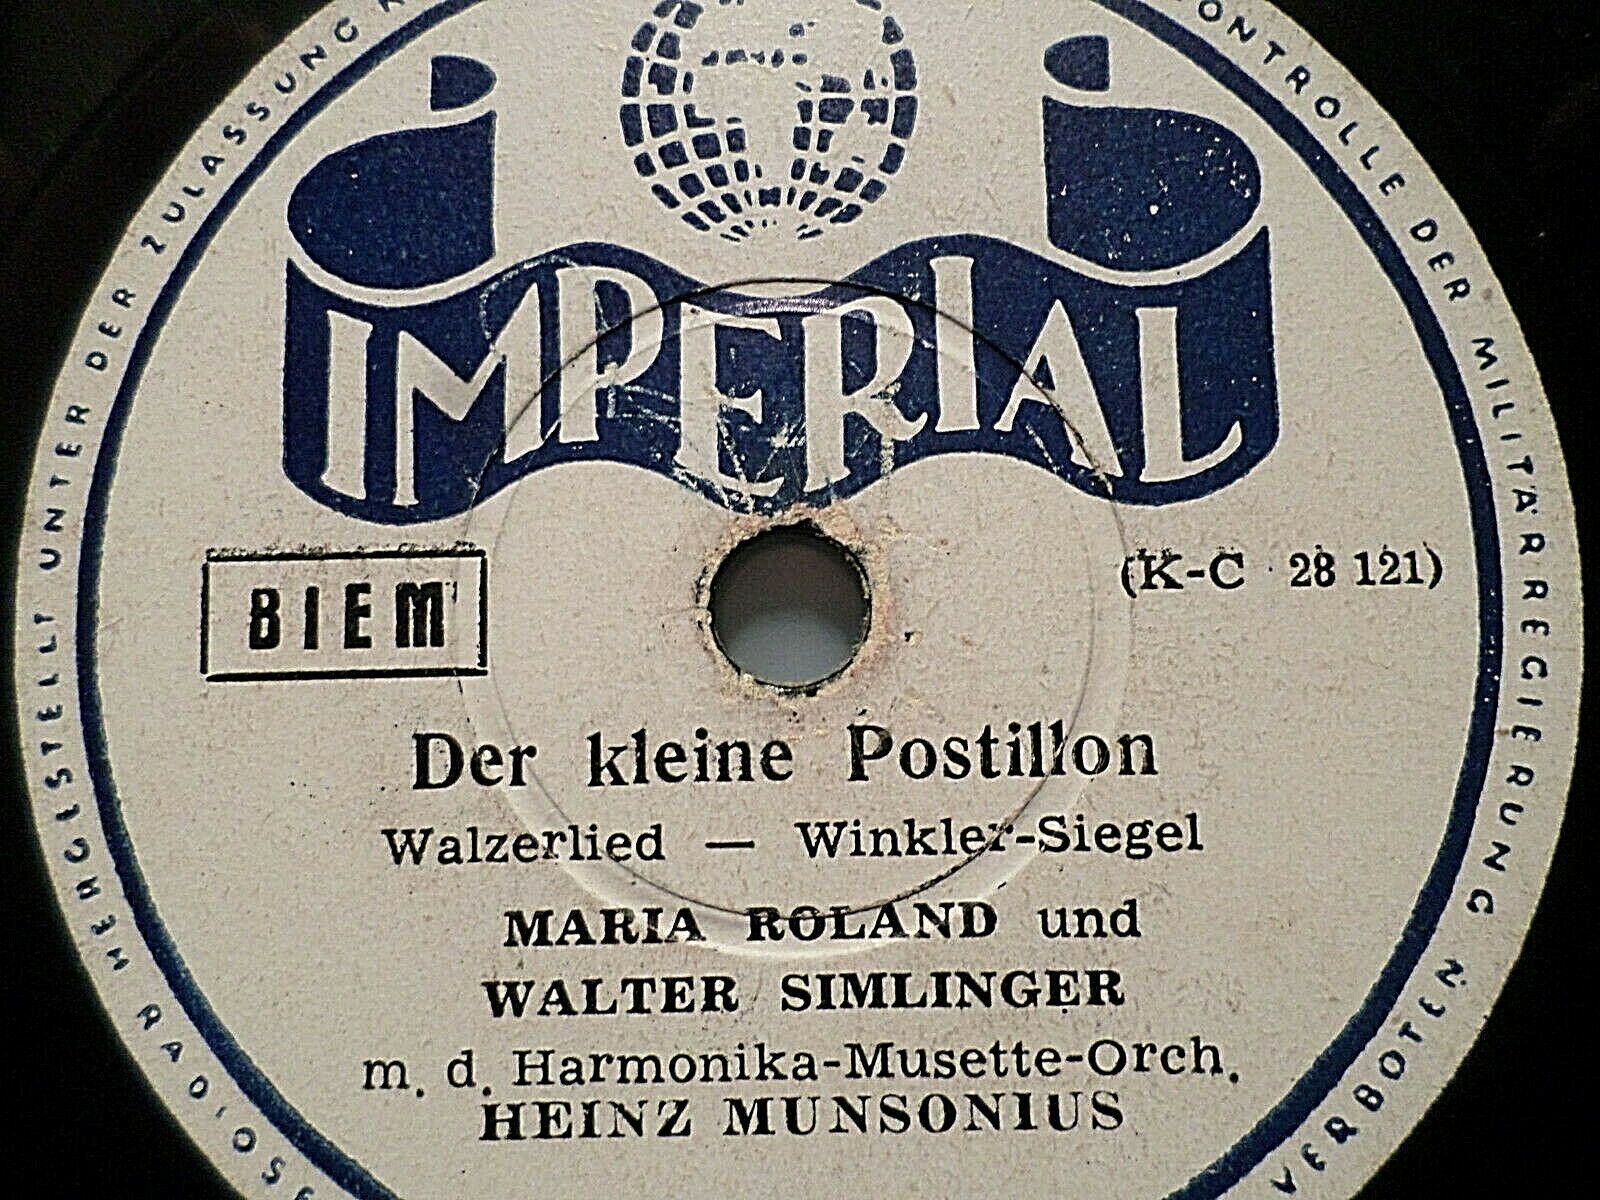 HERGESTELLT UNTER DER ZULASSUNG
KONTROLLE DER MILITÄRREGIERUNG
IMPERIAL
BIEM
(K-C 28 121)
Der kleine Postillon
Walzerlied — Winkler-Siegel
MARIA ROLAND und
WALTER SIMLINGER
m. d. Harmonika-Musette-Orch.
HEINZ MUNSONIUS
VERBOTEN